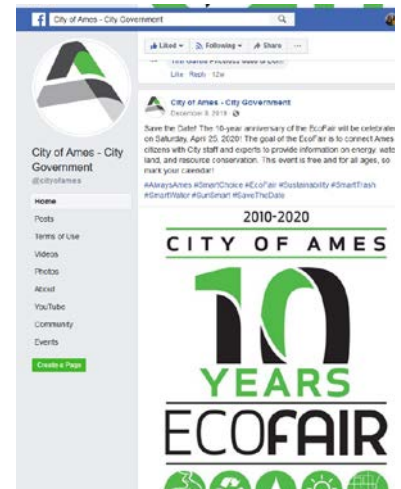 City of Ames - City Government
Liked Following Share ...
Like Reply 12w
City of Ames - City Government
December 9, 2019
Save the Date! The 10-year anniversary of the EcoFair will be celebrated
on Saturday, April 25, 2020! The goal of the EcoFair is to connect Ames
citizens with City staff and experts to provide information on energy, water,
land, and resource conservation. This event is free and for all ages, so
mark your calendar!
#AlwaysAmes #SmartChoice #EcoFair #Sustainability #SmartTrash
#SmartWater #SunSmart #SaveTheDate
City of Ames - City
Government
@cityofames
Home
Posts
Terms of Use
Videos
Photos
About
YouTube
Community
Events
Create a Page
2010-2020
CITY OF AMES
10
YEARS
ECOFAIR